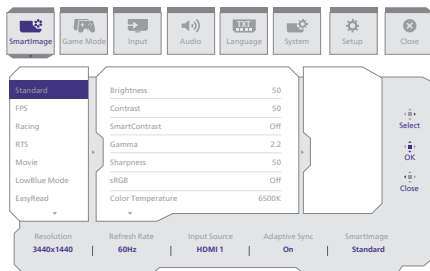 SmartImage
Game Mode
Input
Audio
TXT
Language
System
Setup
Close
Standard
FPS
Racing
RTS
Movie
LowBlue Mode
EasyRead
Brightness 50
Contrast 50
SmartContrast Off
Gamma 2.2
Sharpness 50
sRGB Off
Color Temperature 6500K
Select
OK
Close
Resolution Refresh Rate Input Source Adaptive Sync SmartImage
3440x1440 | 60Hz | HDMI 1 | On | Standard